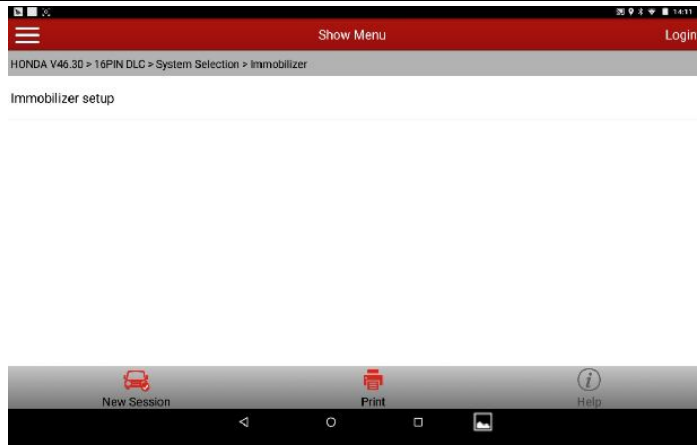 14:11
Show Menu
Login
HONDA V46.30 > 16PIN DLC > System Selection > Immobilizer
Immobilizer setup
New Session
Print
Help